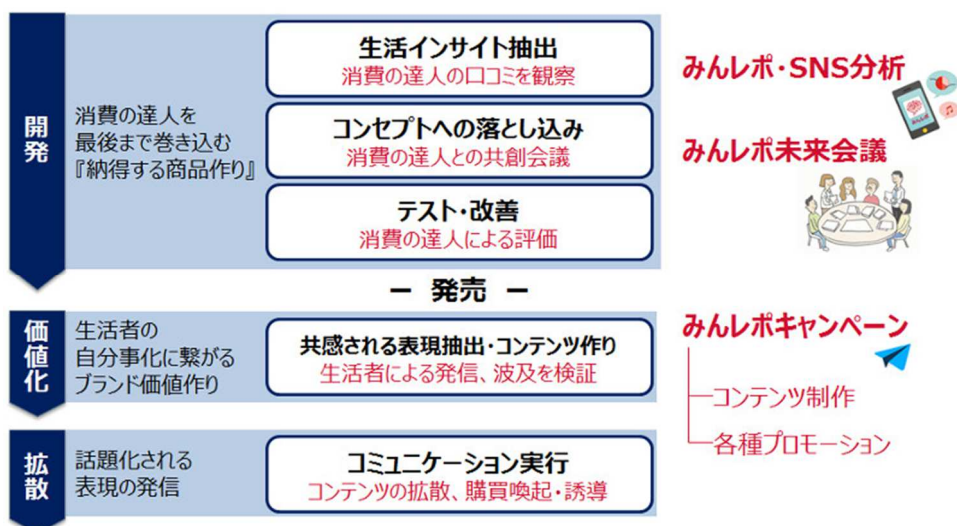 開発
消費の達人を
最後まで巻き込む
『納得する商品作り』
生活インサイト抽出
消費の達人の口コミを観察
コンセプトへの落とし込み
消費の達人との共創会議
テスト・改善
消費の達人による評価
みんレポ・SNS分析
みんレポ
みんレポ未来会議
ー 発売 ー
価値化
生活者の
自分事化に繋がる
ブランド価値作り
共感される表現抽出・コンテンツ作り
生活者による発信、波及を検証
みんレポキャンペーン
コンテンツ制作
各種プロモーション
拡散
話題化される
表現の発信
コミュニケーション実行
コンテンツの拡散、購買喚起・誘導